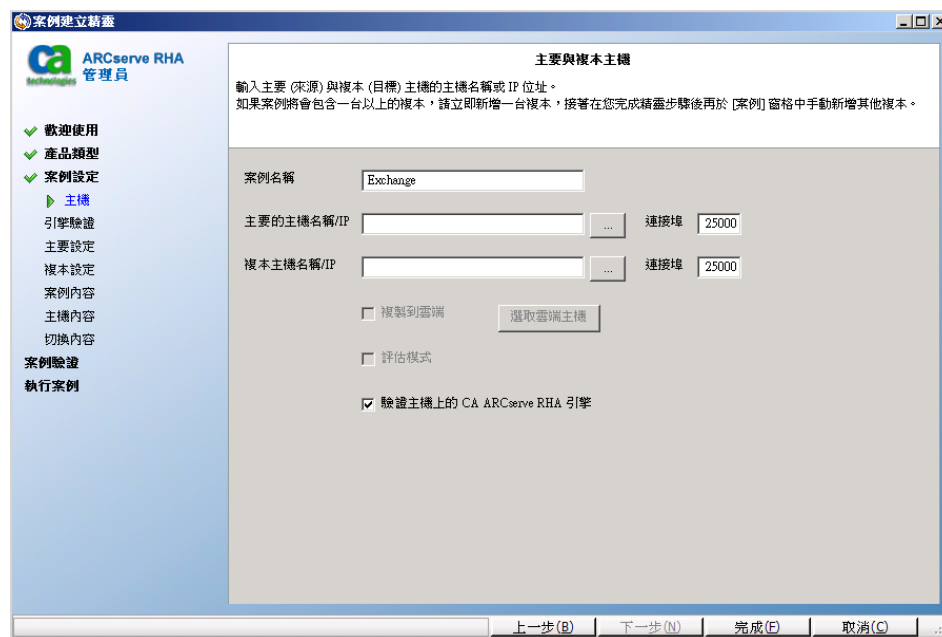 案例建立精靈
ca
technologies
ARCserve RHA
管理員
歡迎使用
產品類型
案例設定
主機
引擎驗證
主要設定
複本設定
案例內容
主機內容
切換內容
案例驗證
執行案例
主要與複本主機
輸入主要 (來源) 與複本 (目標) 主機的主機名稱或 IP 位址。
如果案例將會包含一台以上的複本，請立即新增一台複本，接著在您完成精靈步驟後再於 [案例] 窗格中手動新增其他複本。
案例名稱 Exchange
主要的主機名稱/IP ... 連接埠 25000
複本主機名稱/IP ... 連接埠 25000
複製到雲端 選取雲端主機
評估模式
驗證主機上的 CA ARCserve RHA 引擎
上一步(B) 下一步(N) 完成(F) 取消(C)